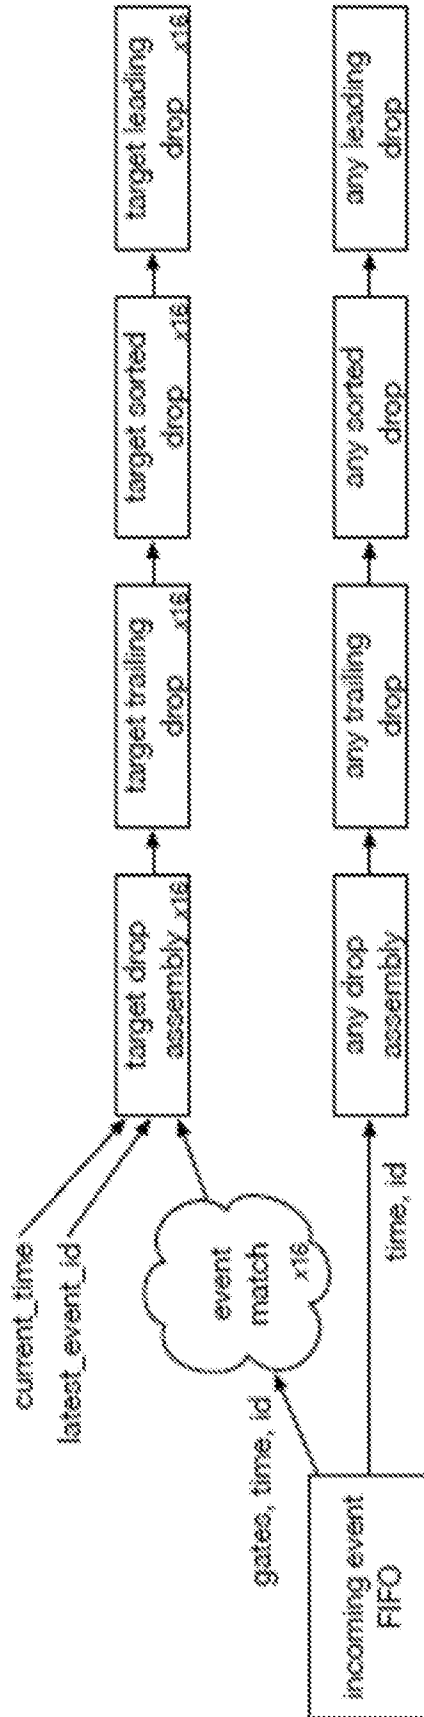 current_time
latest_event_id
target drop
assembly
x16
target trailing
drop
x16
target sorted
drop
x16
target leading
drop
x16
event
match
x16
gates, time, id
incoming event
FIFO
time, id
any drop
assembly
any trailing
drop
any sorted
drop
any leading
drop